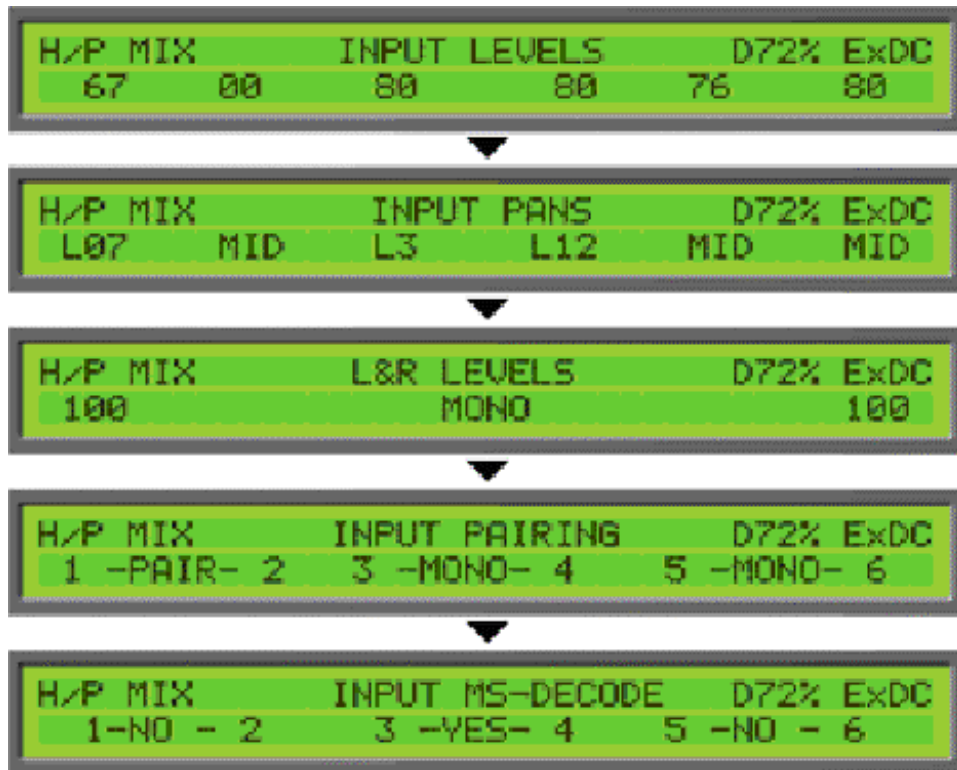 H/P MIX INPUT LEVELS D72% ExDC
67 00 80 80 76 80
H/P MIX INPUT PANS D72% ExDC
L07 MID L3 L12 MID MID
H/P MIX L&R LEVELS D72% ExDC
100 MONO 100
H/P MIX INPUT PAIRING D72% ExDC
1 -PAIR- 2 3 -MONO- 4 5 -MONO- 6
H/P MIX INPUT MS-DECODE D72% ExDC
1-NO - 2 3 -YES- 4 5 -NO - 6